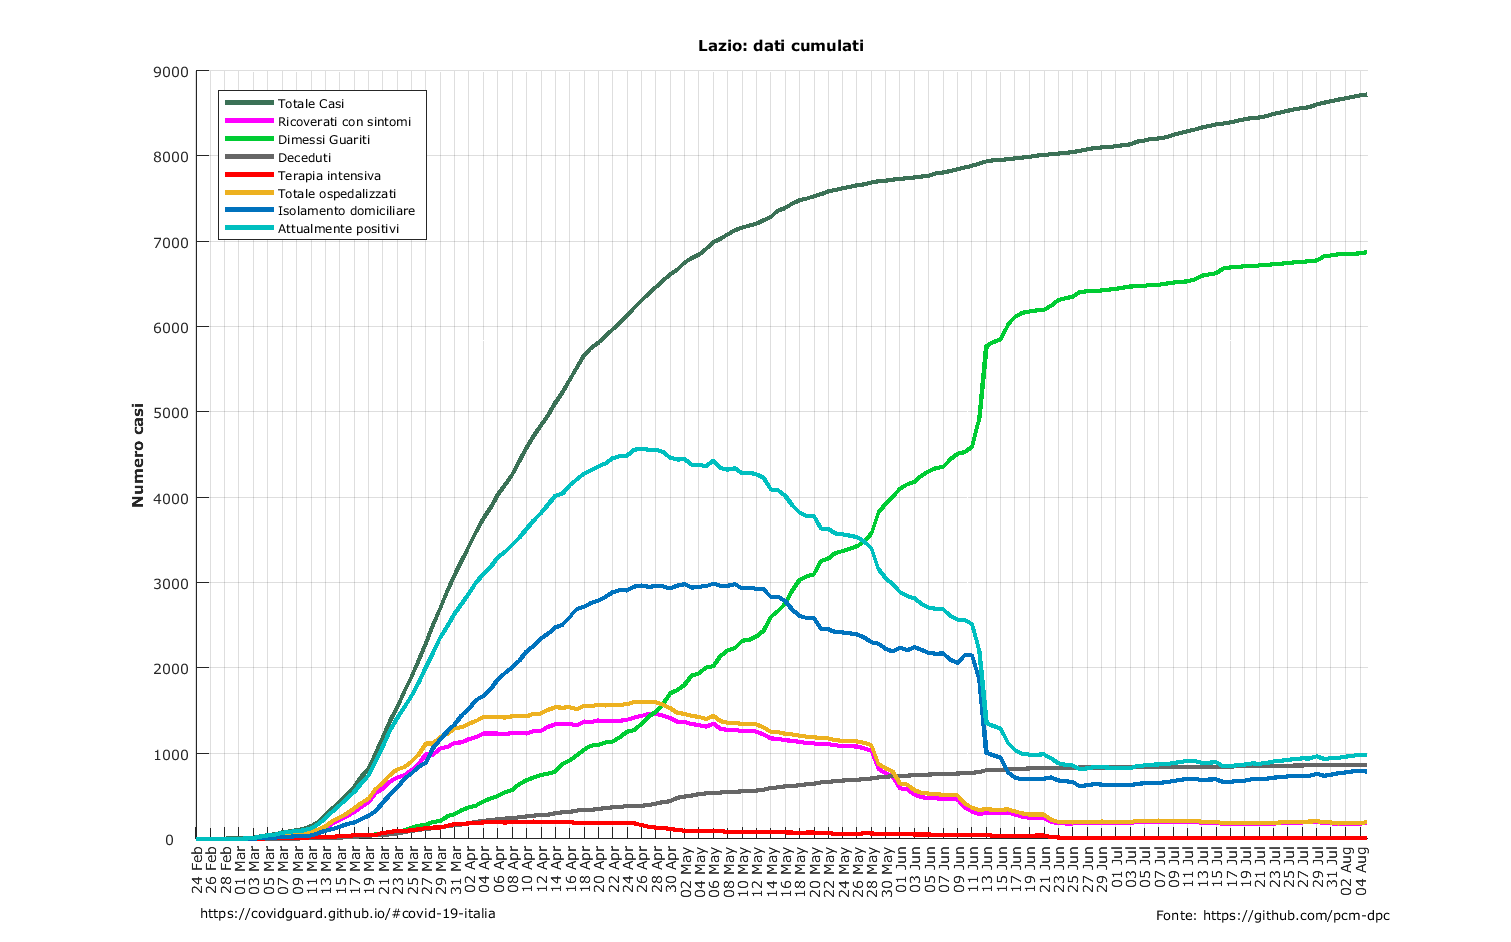 Lazio: dati cumulati
9000
8000
7000
6000
5000
4000
3000
2000
1000
0
Numero casi
Totale Casi
Ricoverati con sintomi
Dimessi Guariti
Deceduti
Terapia intensiva
Totale ospedalizzati
Isolamento domiciliare
Attualmente positivi
24 Feb
26 Feb
28 Feb
01 Mar
03 Mar
05 Mar
07 Mar
09 Mar
11 Mar
13 Mar
15 Mar
17 Mar
19 Mar
21 Mar
23 Mar
25 Mar
27 Mar
29 Mar
31 Mar
02 Apr
04 Apr
06 Apr
08 Apr
10 Apr
12 Apr
14 Apr
16 Apr
18 Apr
20 Apr
22 Apr
24 Apr
26 Apr
28 Apr
30 Apr
02 May
04 May
06 May
08 May
10 May
12 May
14 May
16 May
18 May
20 May
22 May
24 May
26 May
28 May
30 May
01 Jun
03 Jun
05 Jun
07 Jun
09 Jun
11 Jun
13 Jun
15 Jun
17 Jun
19 Jun
21 Jun
23 Jun
25 Jun
27 Jun
29 Jun
01 Jul
03 Jul
05 Jul
07 Jul
09 Jul
11 Jul
13 Jul
15 Jul
17 Jul
19 Jul
21 Jul
23 Jul
25 Jul
27 Jul
29 Jul
31 Jul
02 Aug
04 Aug
https://covidguard.github.io/#covid-19-italia
Fonte: https://github.com/pcm-dpc